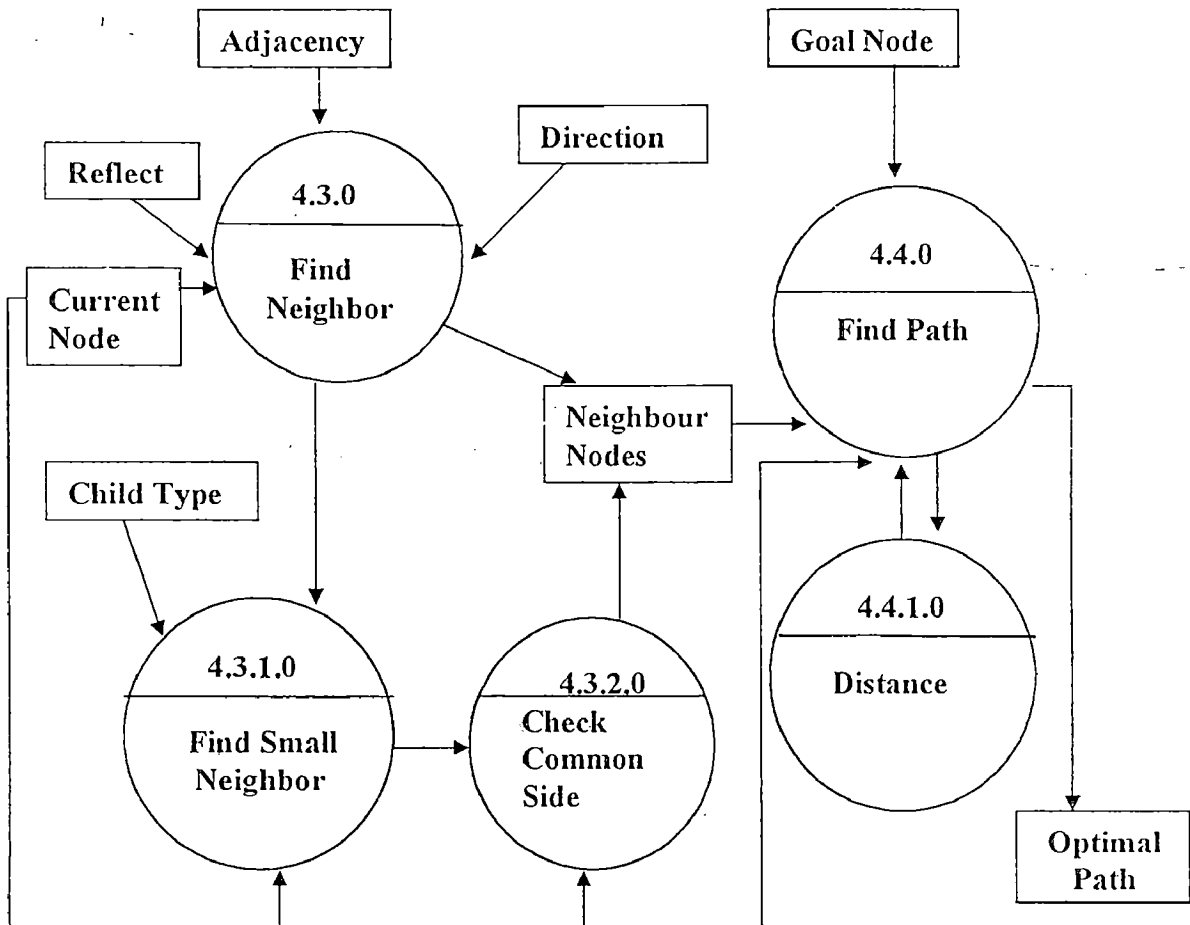 Adjacency
Goal Node
Direction
Reflect
4.3.0
Find
Neighbor
4.4.0
Find Path
Current
Node
Neighbour
Nodes
Child Type
4.3.1.0
Find Small
Neighbor
4.3.2.0
Check
Common
Side
4.4.1.0
Distance
Optimal
Path